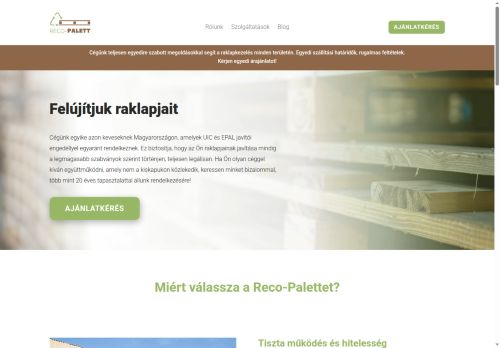 RECO-PALETT
Rólunk Szolgáltatások Blog
AJÁNLATKÉRÉS
Cégünk teljesen egyedire szabott megoldásokkal segít a raklapkezelés minden területén. Egyedi szállítási határidők, rugalmas feltételek.
Kérjen egyedi árajánlatot!
Felújítjuk raklapjait
Cégünk egyike azon keveseknek Magyarországon, amelyek UIC és EPAL javítói
engedéllyel egyaránt rendelkeznek. Ez biztosítja, hogy az Ön raklapjainak javítása mindig
a legmagasabb szabványok szerint történjen, teljesen legálisan. Ha Ön olyan céggel
kíván együttműködni, amely nem a kiskapukon közlekedik, keressen minket bizalommal,
több mint 20 éves tapasztalattal állunk rendelkezésére!
AJÁNLATKÉRÉS
Miért válassza a Reco-Palettet?
Tiszta működés és hitelesség